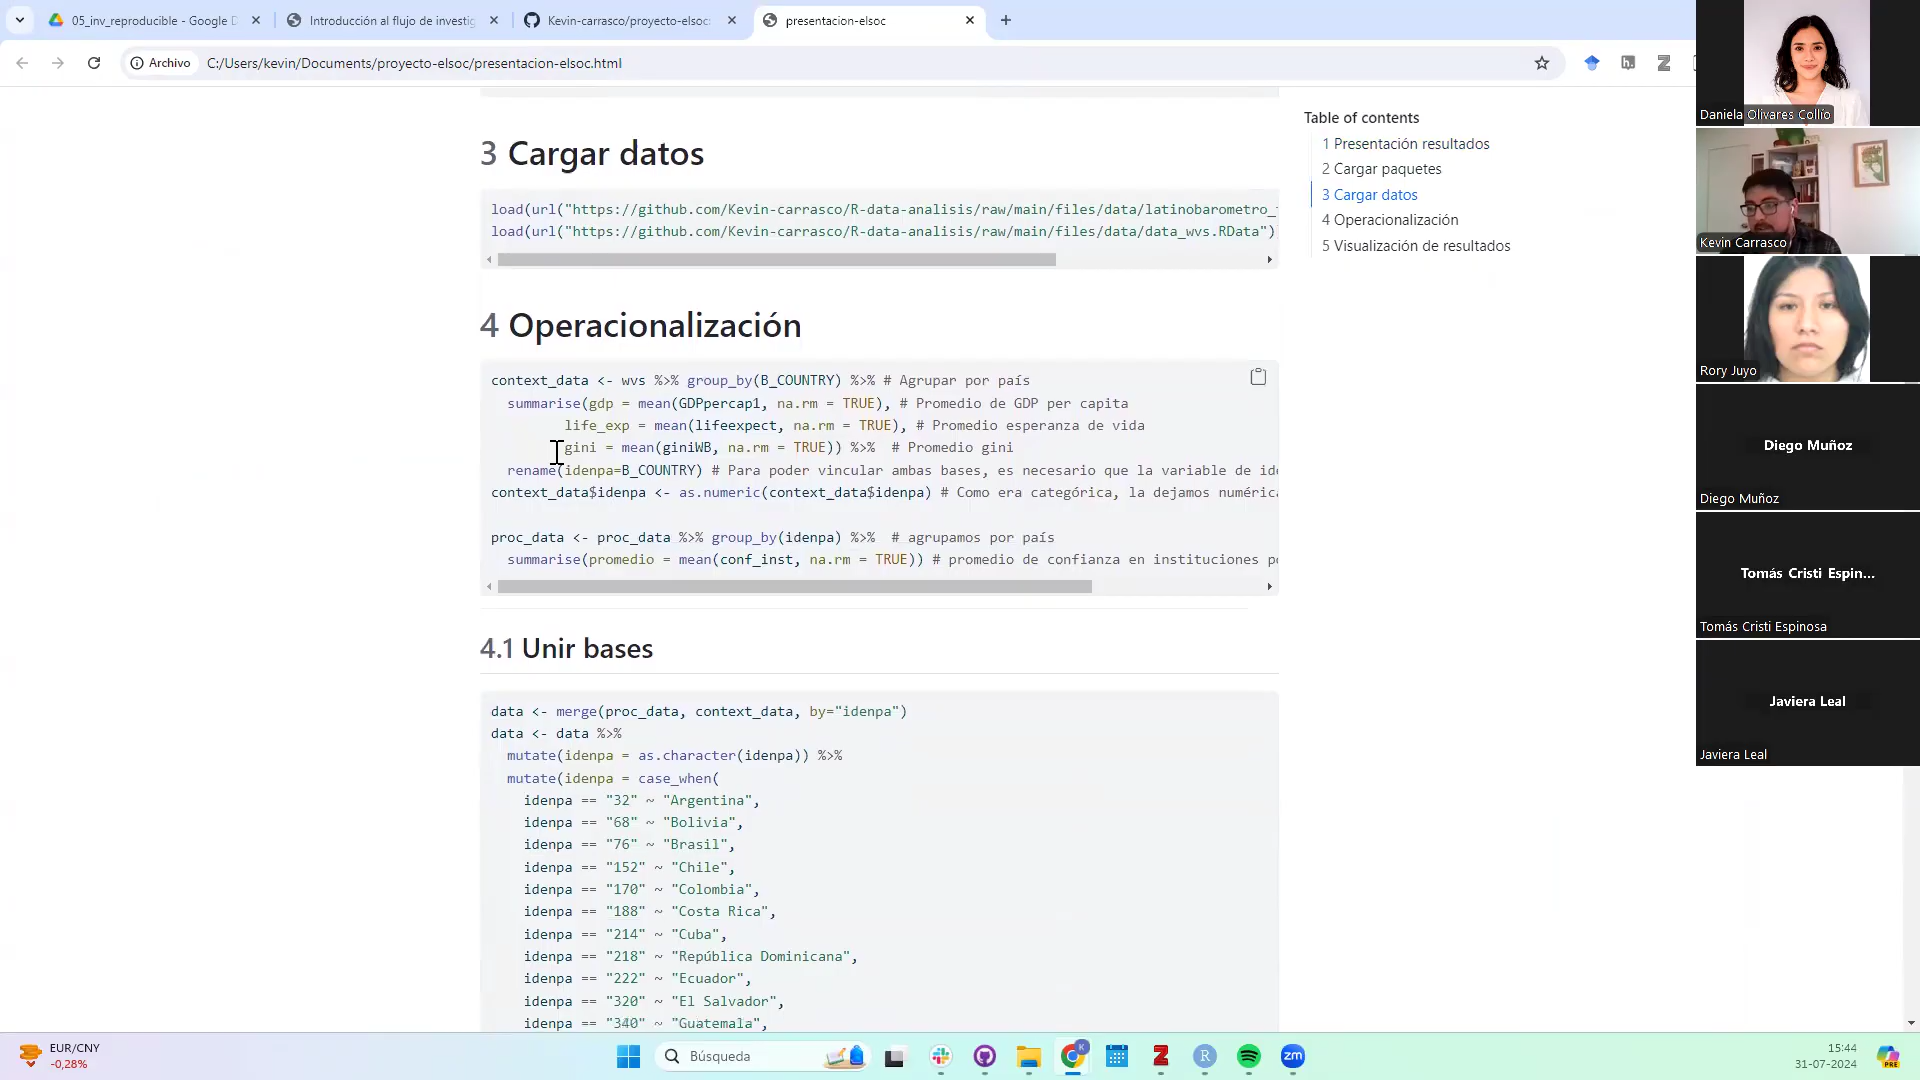 05_inv_reproducible - Google D
Introducción al flujo de investig
Kevin-carrasco/proyecto-elsoc:
presentacion-elsoc
Archivo
C:/Users/kevin/Documents/proyecto-elsoc/presentacion-elsoc.html
3 Cargar datos
load(url("https://github.com/Kevin-carrasco/R-data-analisis/raw/main/files/data/latinobarometro_
load(url("https://github.com/Kevin-carrasco/R-data-analisis/raw/main/files/data/data_wvs.RData")
4 Operacionalización
context_data <- wvs %>% group_by(B_COUNTRY) %>% # Agrupar por país
summarise(gdp = mean(GDPpercap1, na.rm = TRUE), # Promedio de GDP per capita
life_exp = mean(lifeexpect, na.rm = TRUE), # Promedio esperanza de vida
gini = mean(giniWB, na.rm = TRUE)) %>% # Promedio gini
rename(idenpa=B_COUNTRY) # Para poder vincular ambas bases, es necesario que la variable de ide
context_data$idenpa <- as.numeric(context_data$idenpa) # Como era categórica, la dejamos numérica
proc_data <- proc_data %>% group_by(idenpa) %>% # agrupamos por país
summarise(promedio = mean(conf_inst, na.rm = TRUE)) # promedio de confianza en instituciones po
4.1 Unir bases
data <- merge(proc_data, context_data, by="idenpa")
data <- data %>%
mutate(idenpa = as.character(idenpa)) %>%
mutate(idenpa = case_when(
idenpa == "32" ~ "Argentina",
idenpa == "68" ~ "Bolivia",
idenpa == "76" ~ "Brasil",
idenpa == "152" ~ "Chile",
idenpa == "170" ~ "Colombia",
idenpa == "188" ~ "Costa Rica",
idenpa == "214" ~ "Cuba",
idenpa == "218" ~ "República Dominicana",
idenpa == "222" ~ "Ecuador",
idenpa == "320" ~ "El Salvador",
idenpa == "340" ~ "Guatemala",
Table of contents
1 Presentación resultados
2 Cargar paquetes
3 Cargar datos
4 Operacionalización
5 Visualización de resultados
Daniela Olivares Collío
Kevin Carrasco
Rory Juyo
Diego Muñoz
Diego Muñoz
Tomás Cristi Espin...
Tomás Cristi Espinosa
Javiera Leal
Javiera Leal
EUR/CNY
-0,28%
Búsqueda
zm
15:44
31-07-2024